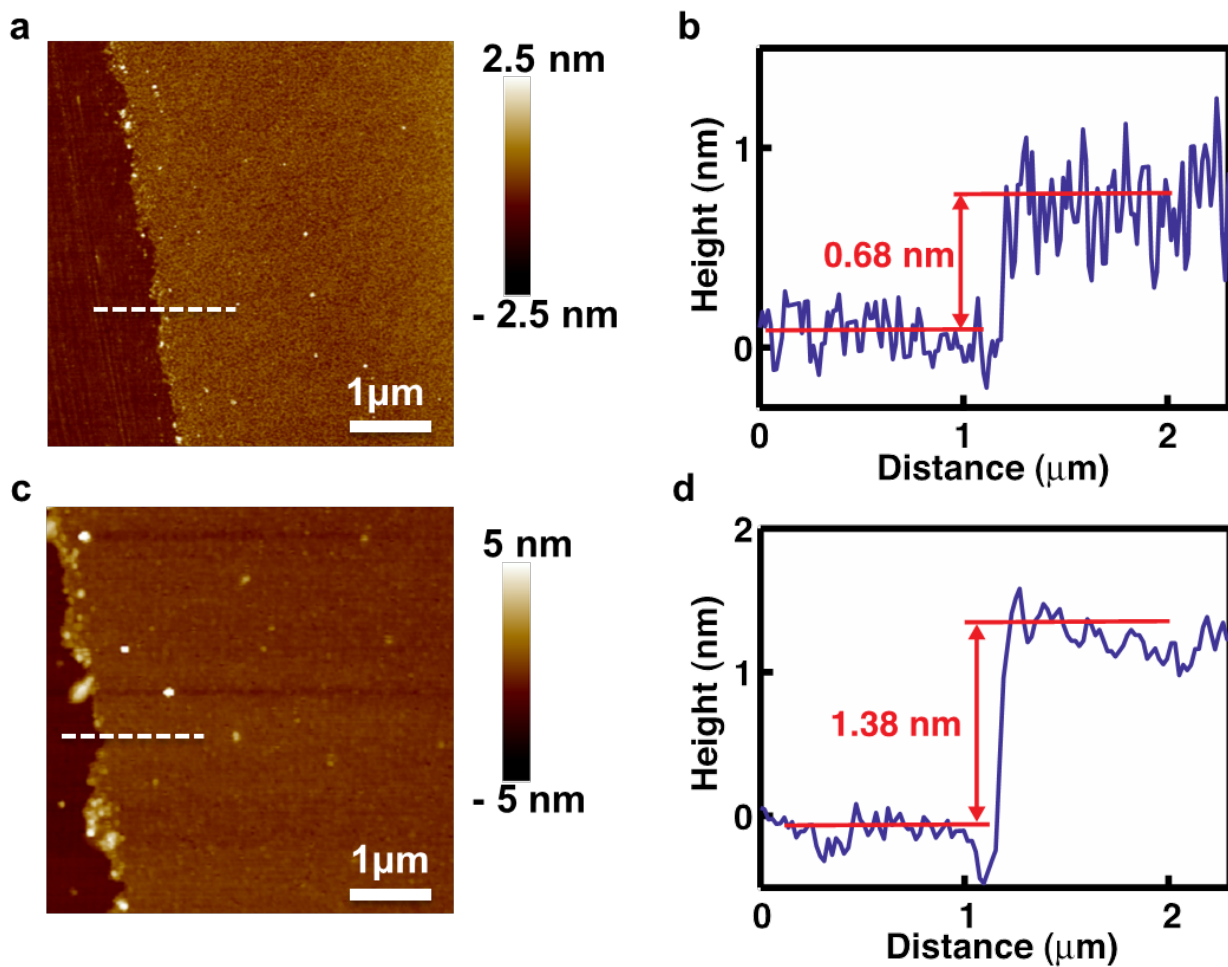 a
2.5 nm
- 2.5 nm
1μm
b
Height (nm)
1
0
0.68 nm
0
1
2
Distance (μm)
c
5 nm
- 5 nm
1μm
d
Height (nm)
2
1
0
1.38 nm
0
1
2
Distance (μm)